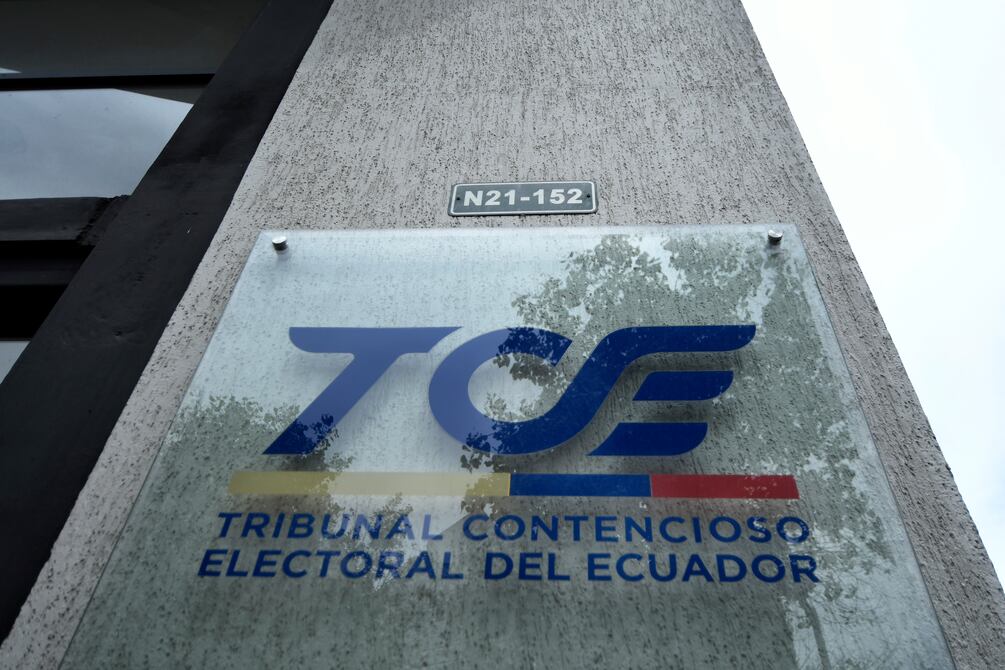 N21-152
TCE
TRIBUNAL CONTENCIOSO
ELECTORAL DEL ECUADOR